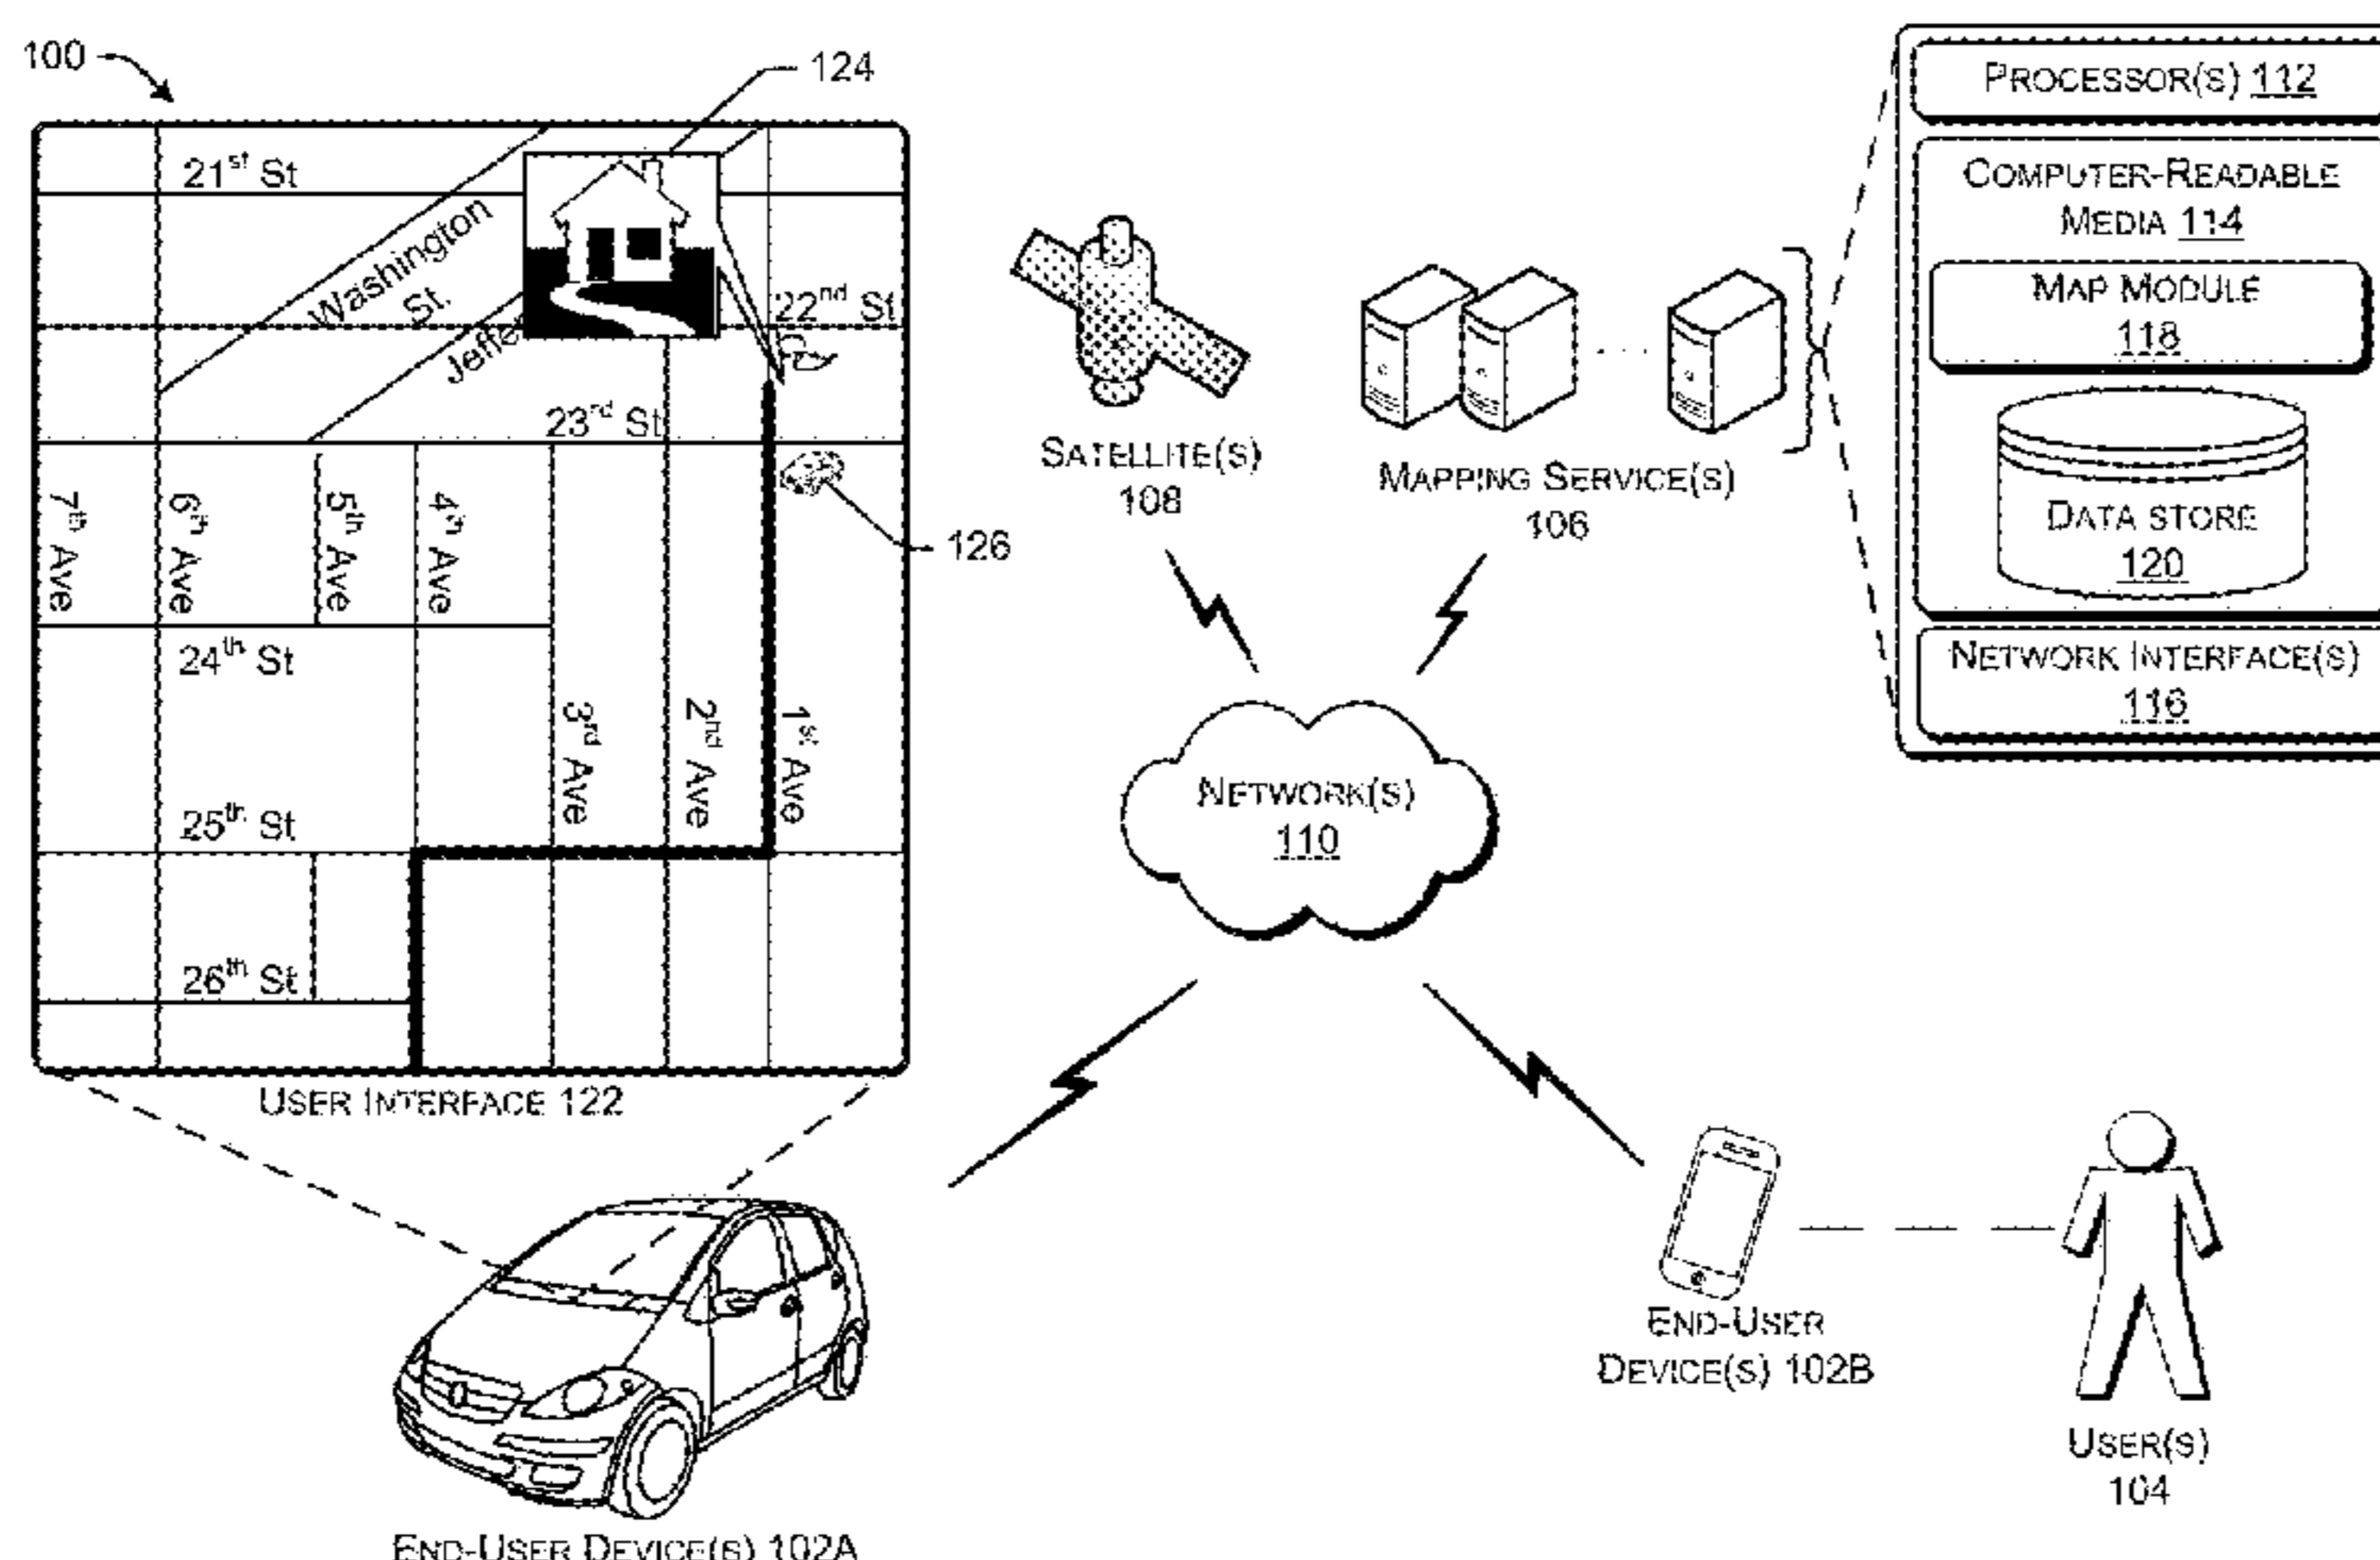 100
124
21st St
Washington
St.
Jeffe
22nd St
23rd St
7th Ave
6th Ave
5th Ave
4th Ave
126
24th St
3rd Ave
2nd Ave
1st Ave
25th St
26th St
USER INTERFACE 122
SATELLITE(S)
108
MAPPING SERVICE(S)
106
PROCESSOR(S) 112
COMPUTER-READABLE
MEDIA 114
MAP MODULE
118
DATA STORE
120
NETWORK INTERFACE(S)
116
NETWORK(S)
110
END-USER DEVICE(S) 102A
END-USER
DEVICE(S) 102B
USER(S)
104